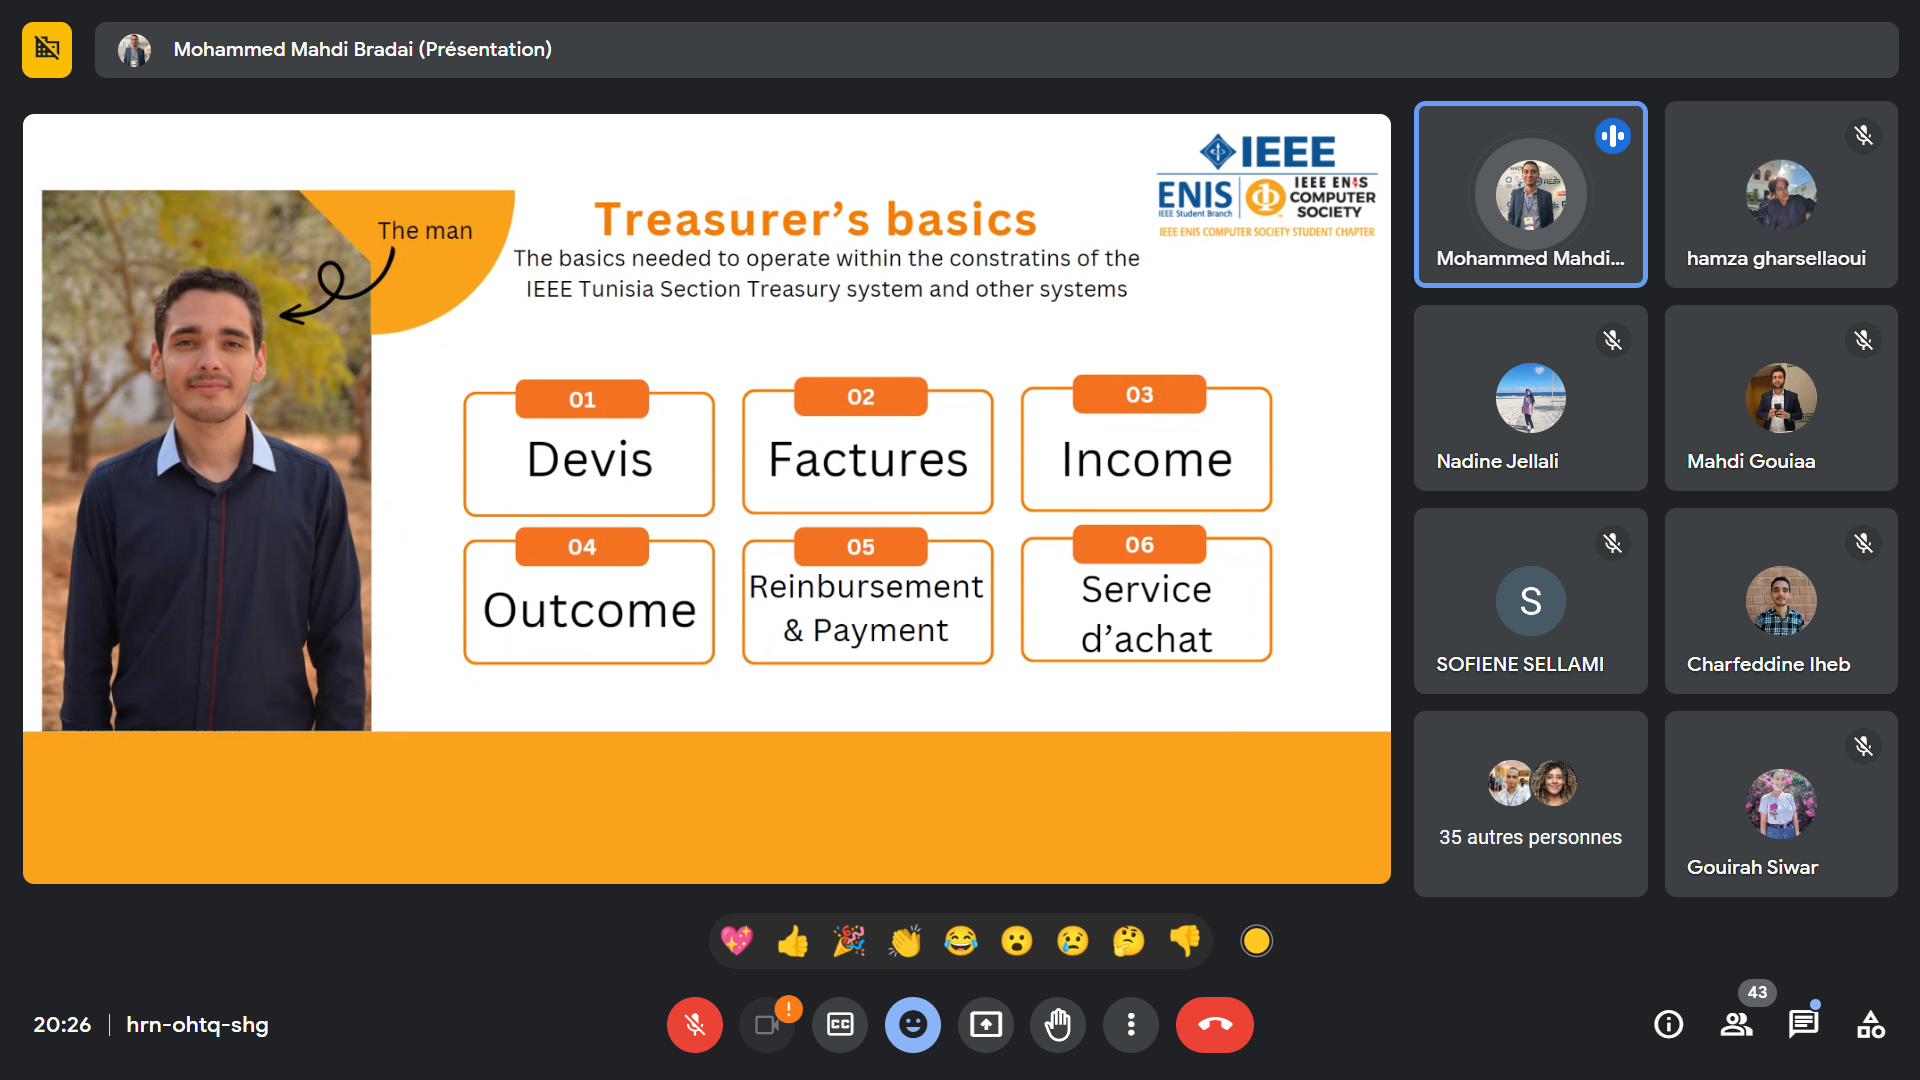 Mohammed Mahdi Bradai (Présentation)
IEEE
ENIS
IEEE Student Branch
IEEE ENIS
COMPUTER
SOCIETY
IEEE ENIS COMPUTER SOCIETY STUDENT CHAPTER
The man
Treasurer’s basics
The basics needed to operate within the constratins of the
IEEE Tunisia Section Treasury system and other systems
01
Devis
02
Factures
03
Income
04
Outcome
05
Reinbursement
& Payment
06
Service
d’achat
Mohammed Mahdi...
hamza gharsellaoui
Nadine Jellali
Mahdi Gouiaa
S
SOFIENE SELLAMI
Charfeddine Iheb
35 autres personnes
Gouirah Siwar
20:26
hrn-ohtq-shg
!
CC
43